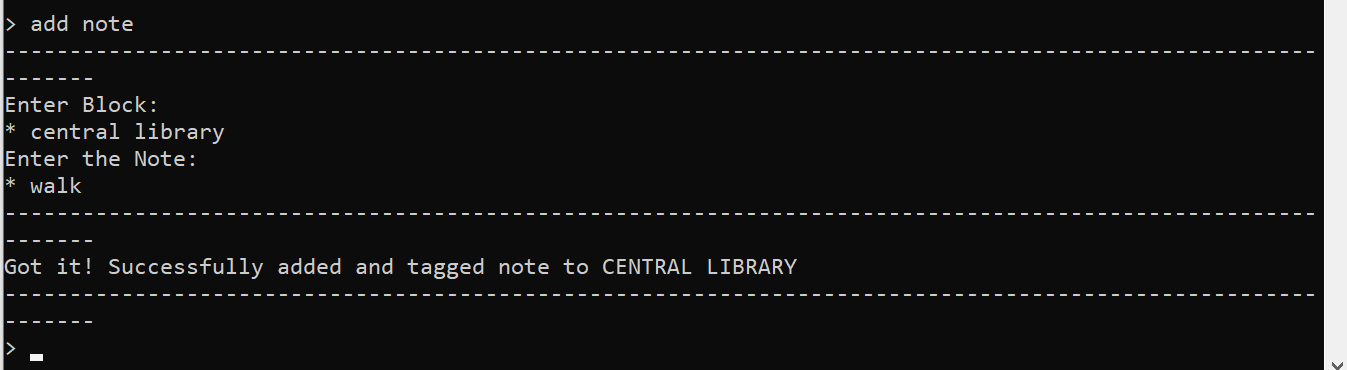 > add note
-----------------------------------------------------------------------------------------------------
-------
Enter Block:
* central library
Enter the Note:
* walk
-----------------------------------------------------------------------------------------------------
-------
Got it! Successfully added and tagged note to CENTRAL LIBRARY
-----------------------------------------------------------------------------------------------------
-------
>